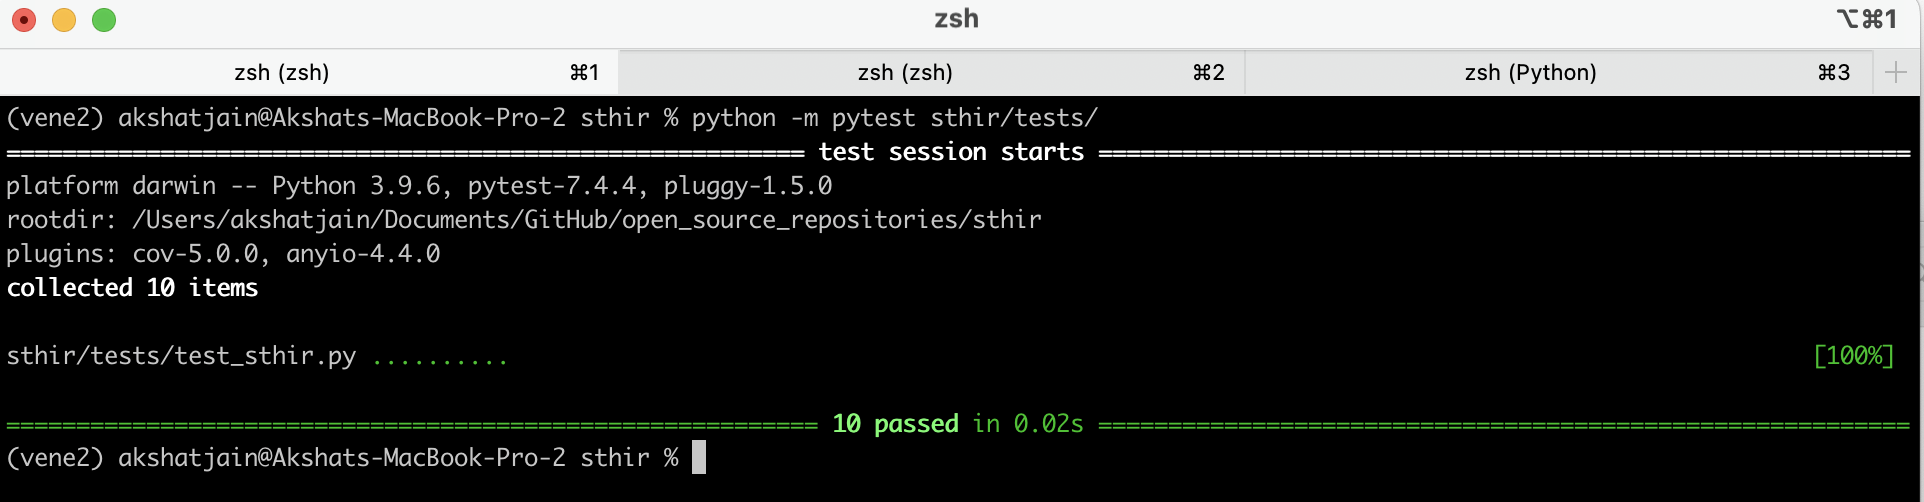 zsh ⌥⌘1
zsh (zsh) ⌘1 zsh (zsh) ⌘2 zsh (Python) ⌘3 +
(vene2) akshatjain@Akshats-MacBook-Pro-2 sthir % python -m pytest sthir/tests/
========================= test session starts =========================
platform darwin -- Python 3.9.6, pytest-7.4.4, pluggy-1.5.0
rootdir: /Users/akshatjain/Documents/GitHub/open_source_repositories/sthir
plugins: cov-5.0.0, anyio-4.4.0
collected 10 items
sthir/tests/test_sthir.py .......... [100%]
========================= 10 passed in 0.02s =========================
(vene2) akshatjain@Akshats-MacBook-Pro-2 sthir %